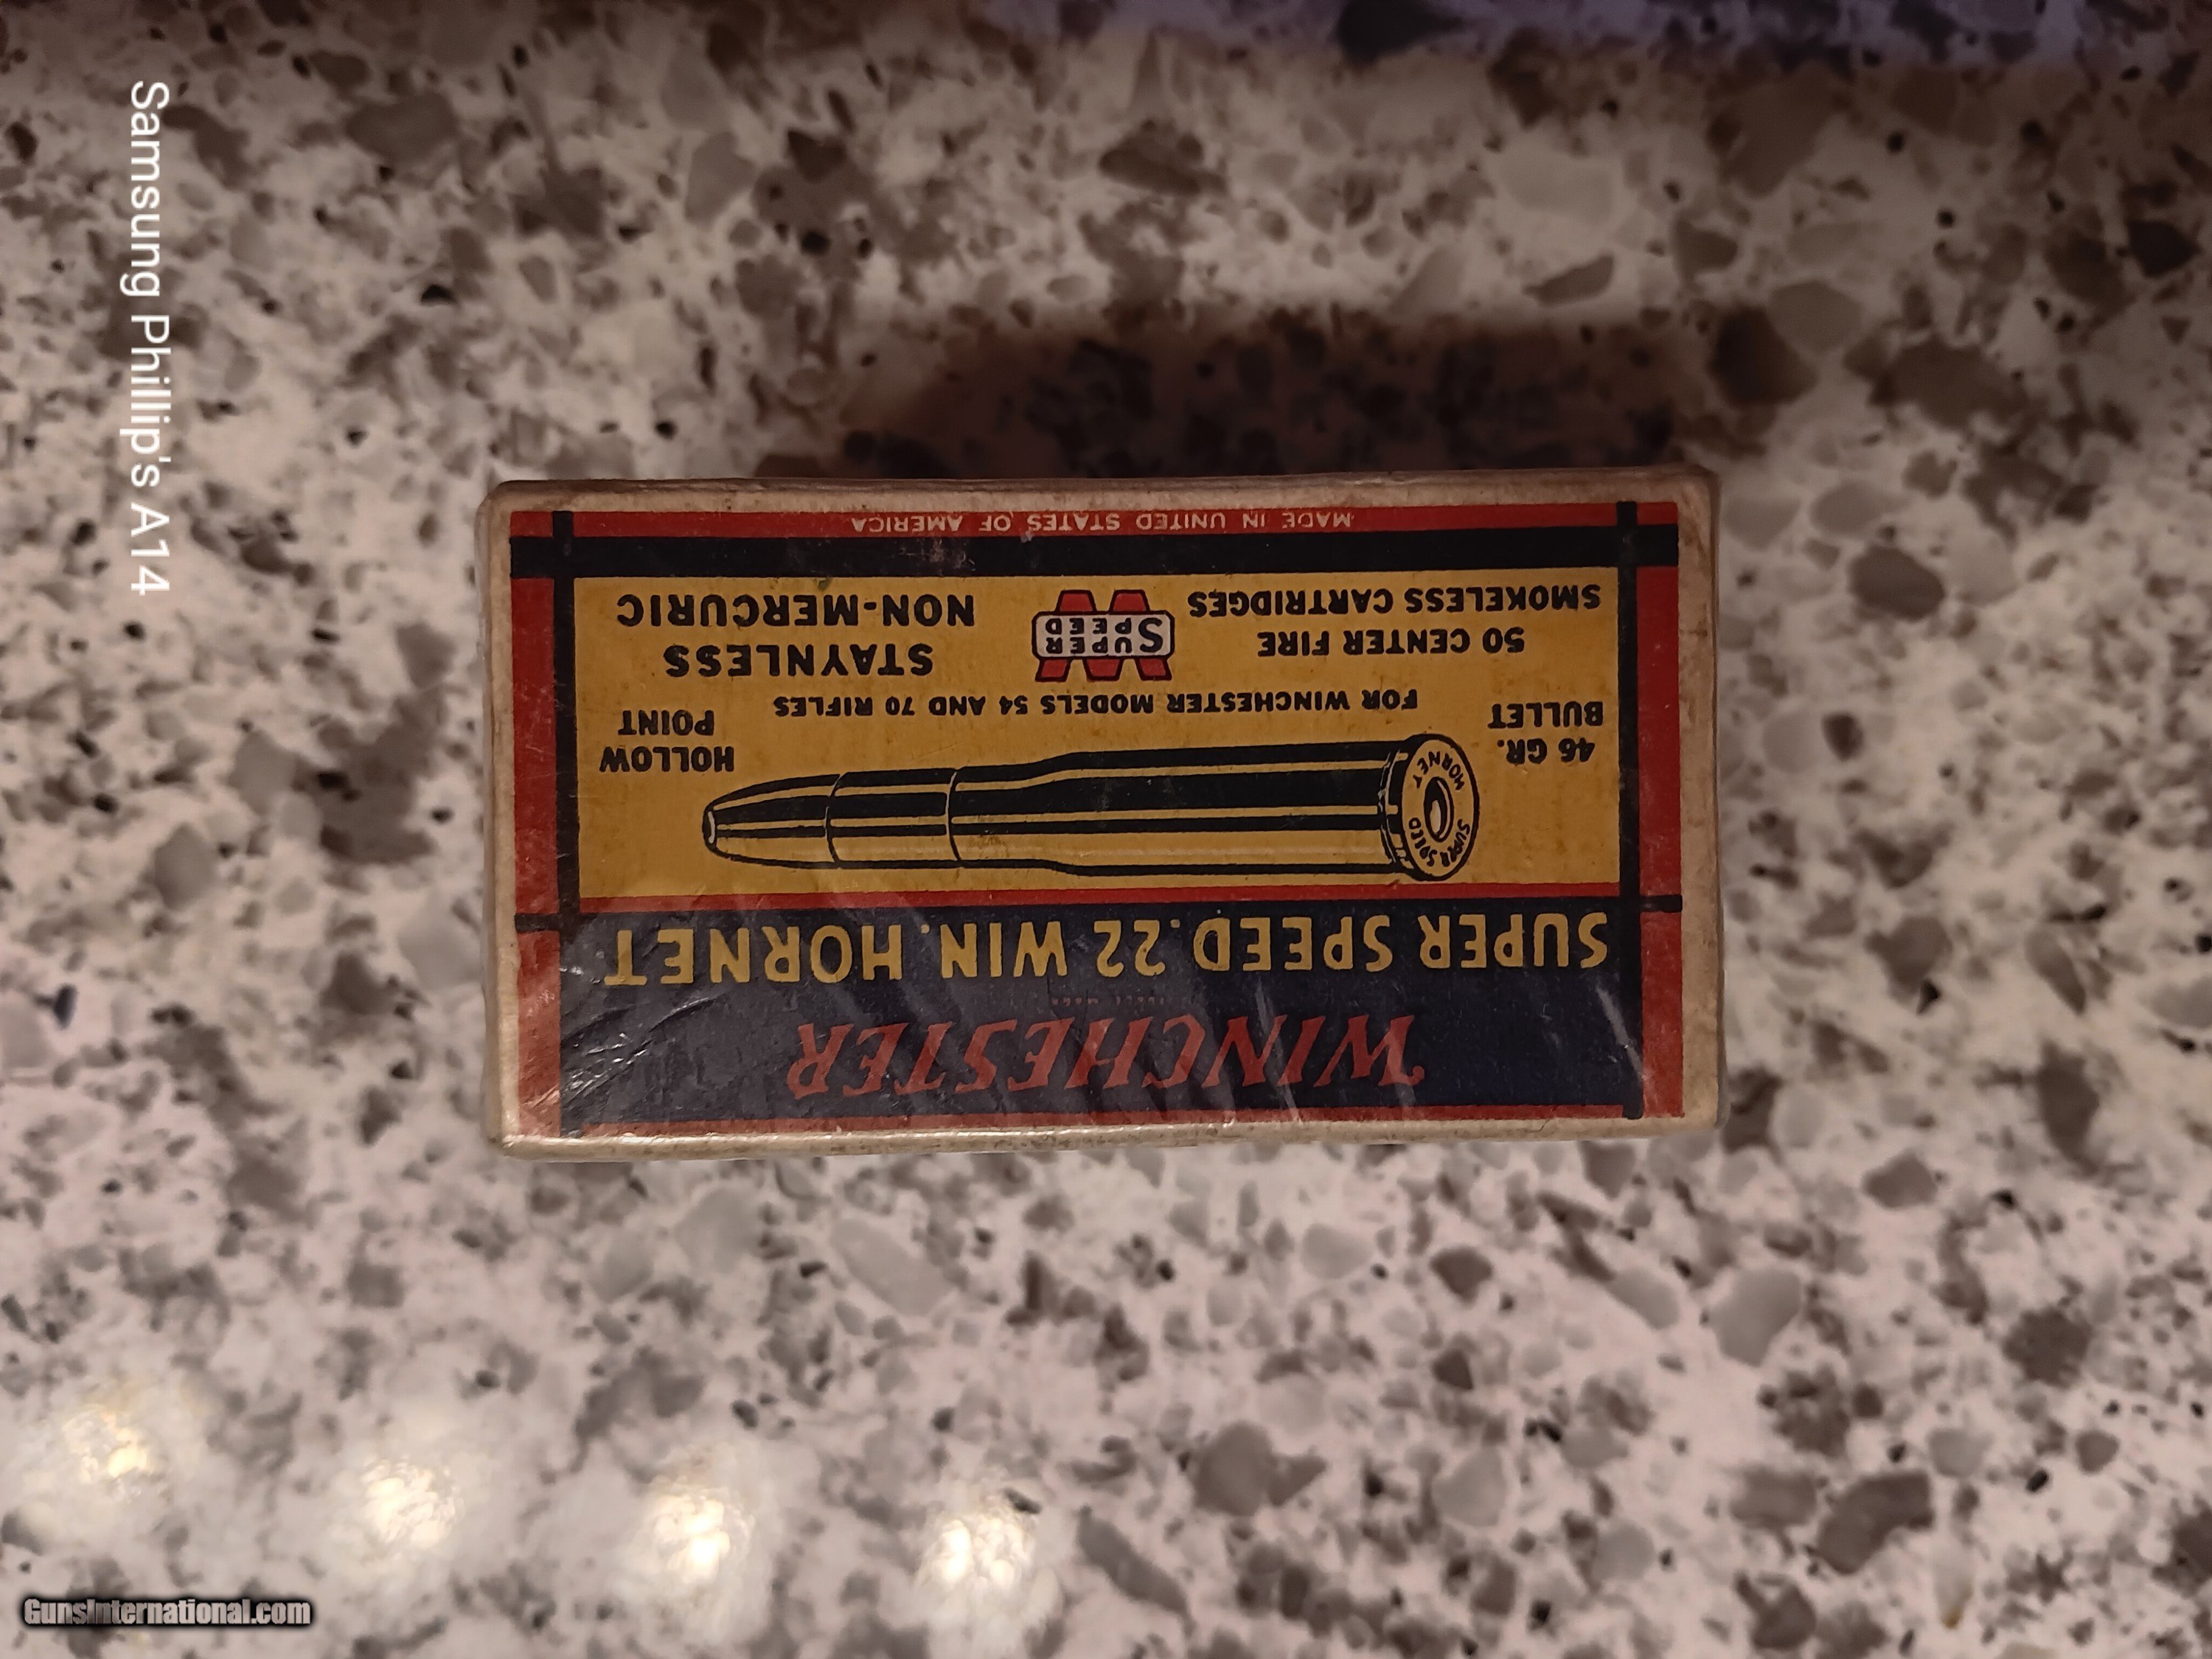 WINCHESTER
SUPER SPEED .22 WIN. HORNET
SUPER SPEED HORNET
46 GR.
BULLET
HOLLOW
POINT
FOR WINCHESTER MODELS 54 AND 70 RIFLES
50 CENTER FIRE
SMOKELESS CARTRIDGES
SUPER
SPEED
STAYNLESS
NON-MERCURIC
MADE IN UNITED STATES OF AMERICA
Samsung Phillip's A14
GunsInternational.com